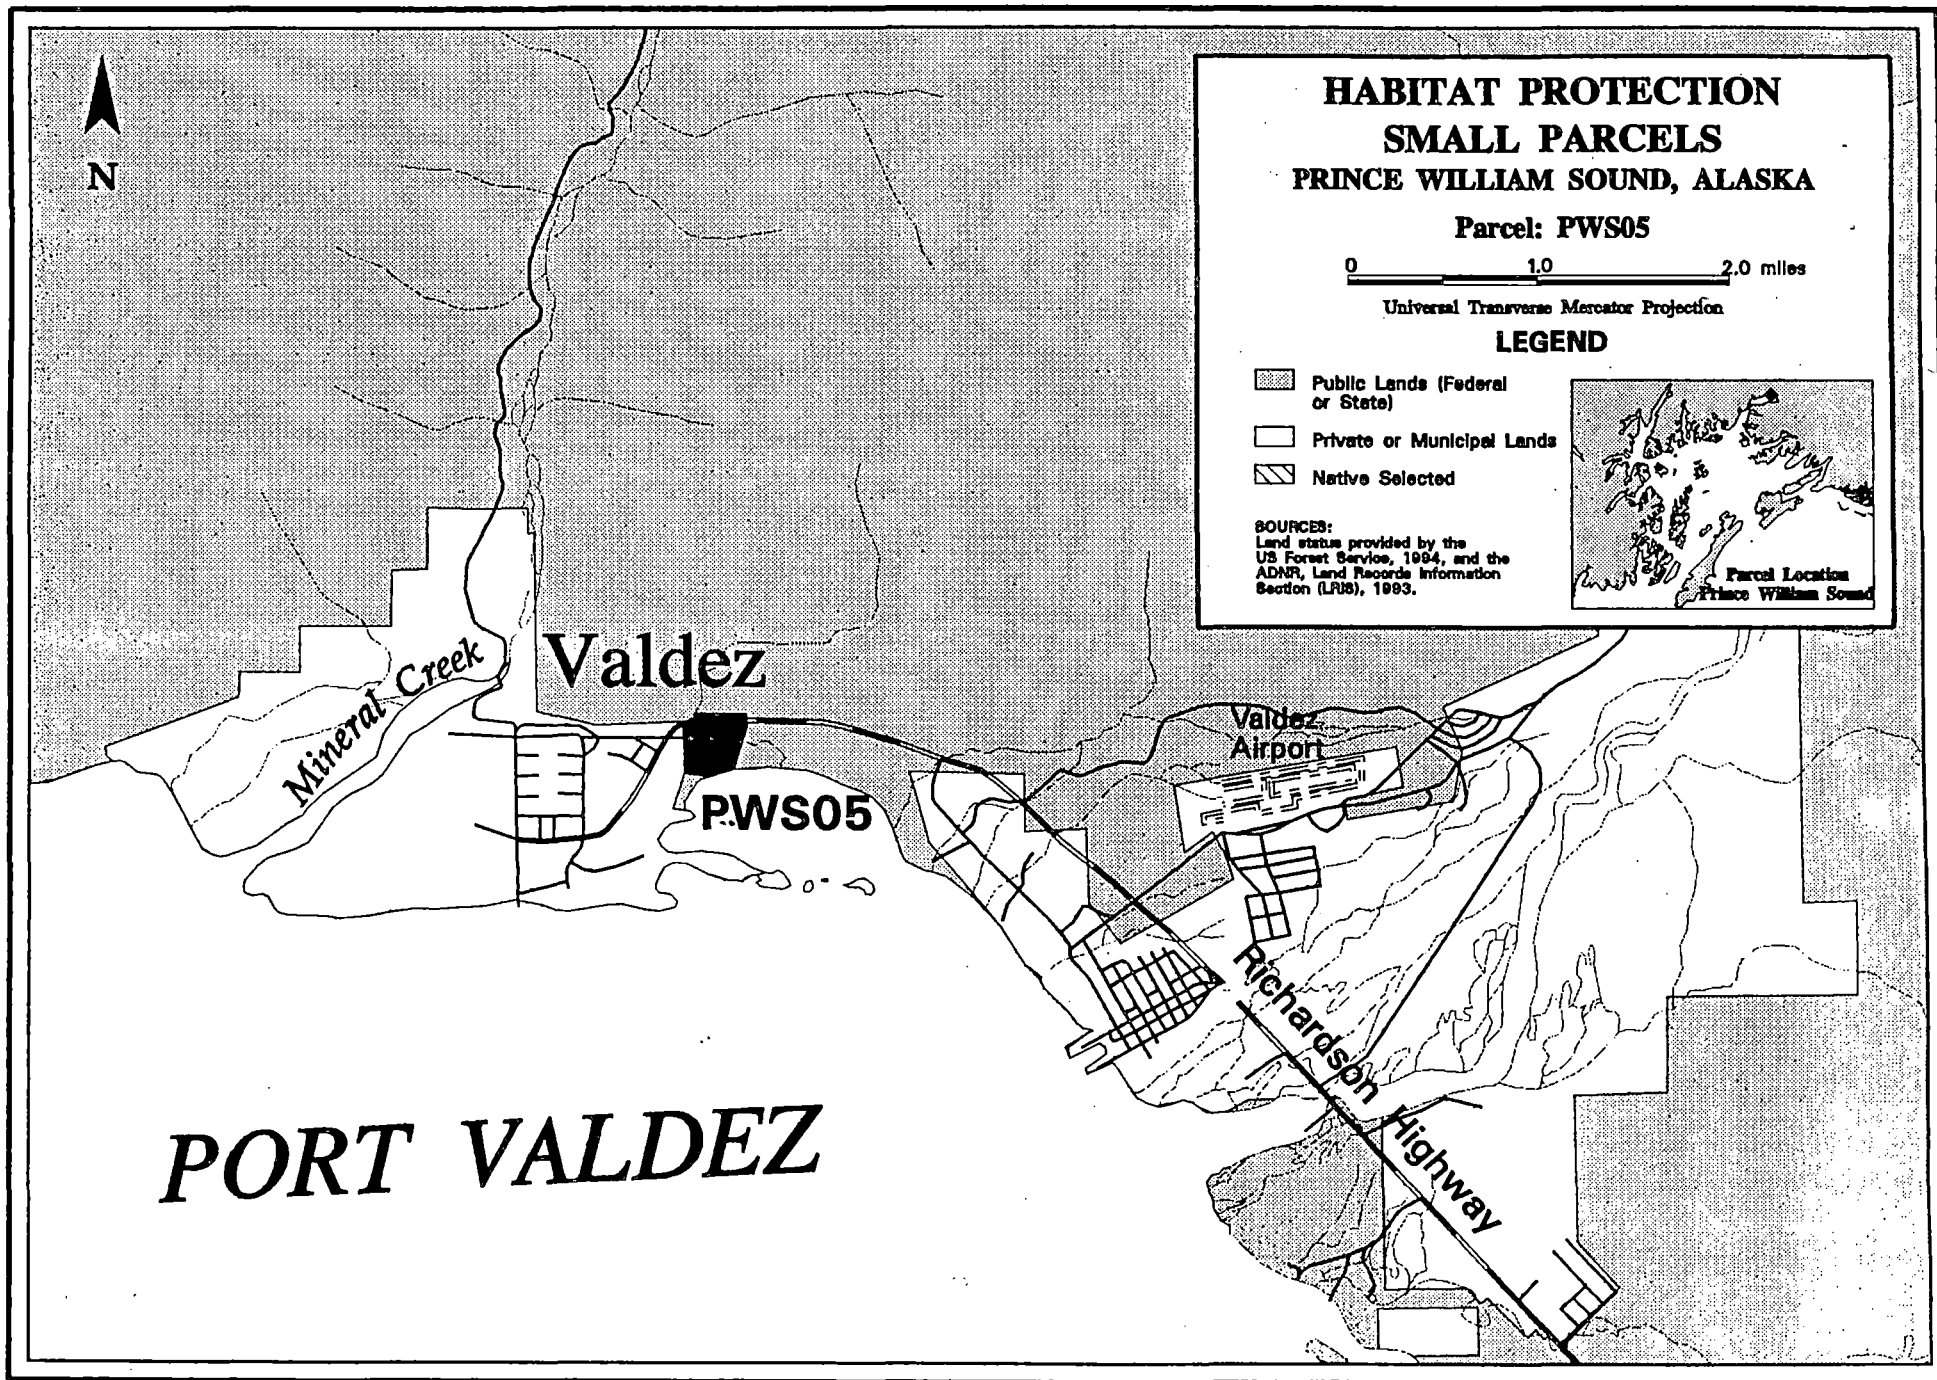 HABITAT PROTECTION
SMALL PARCELS
PRINCE WILLIAM SOUND, ALASKA
Parcel: PWS05
0 1.0 2.0 miles
Universal Transverse Mercator Projection
LEGEND
Public Lands (Federal
or State)
Private or Municipal Lands
Native Selected
SOURCES:
Land status provided by the
US Forest Service, 1994, and the
ADNR, Land Records Information
Section (LRIS), 1993.
Parcel Location
Prince William Sound
N
Valdez
Mineral Creek
PWS05
Valdez
Airport
Richardson Highway
PORT VALDEZ